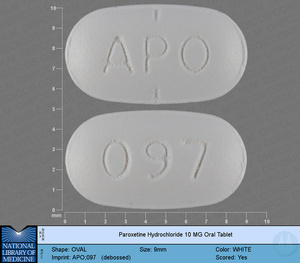 APO
097
Paroxetine Hydrochloride 10 MG Oral Tablet
NATIONAL
LIBRARY OF
MEDICINE
Shape: OVAL Size: 9mm Color: WHITE
Imprint: APO;097 (debossed) Scored: Yes